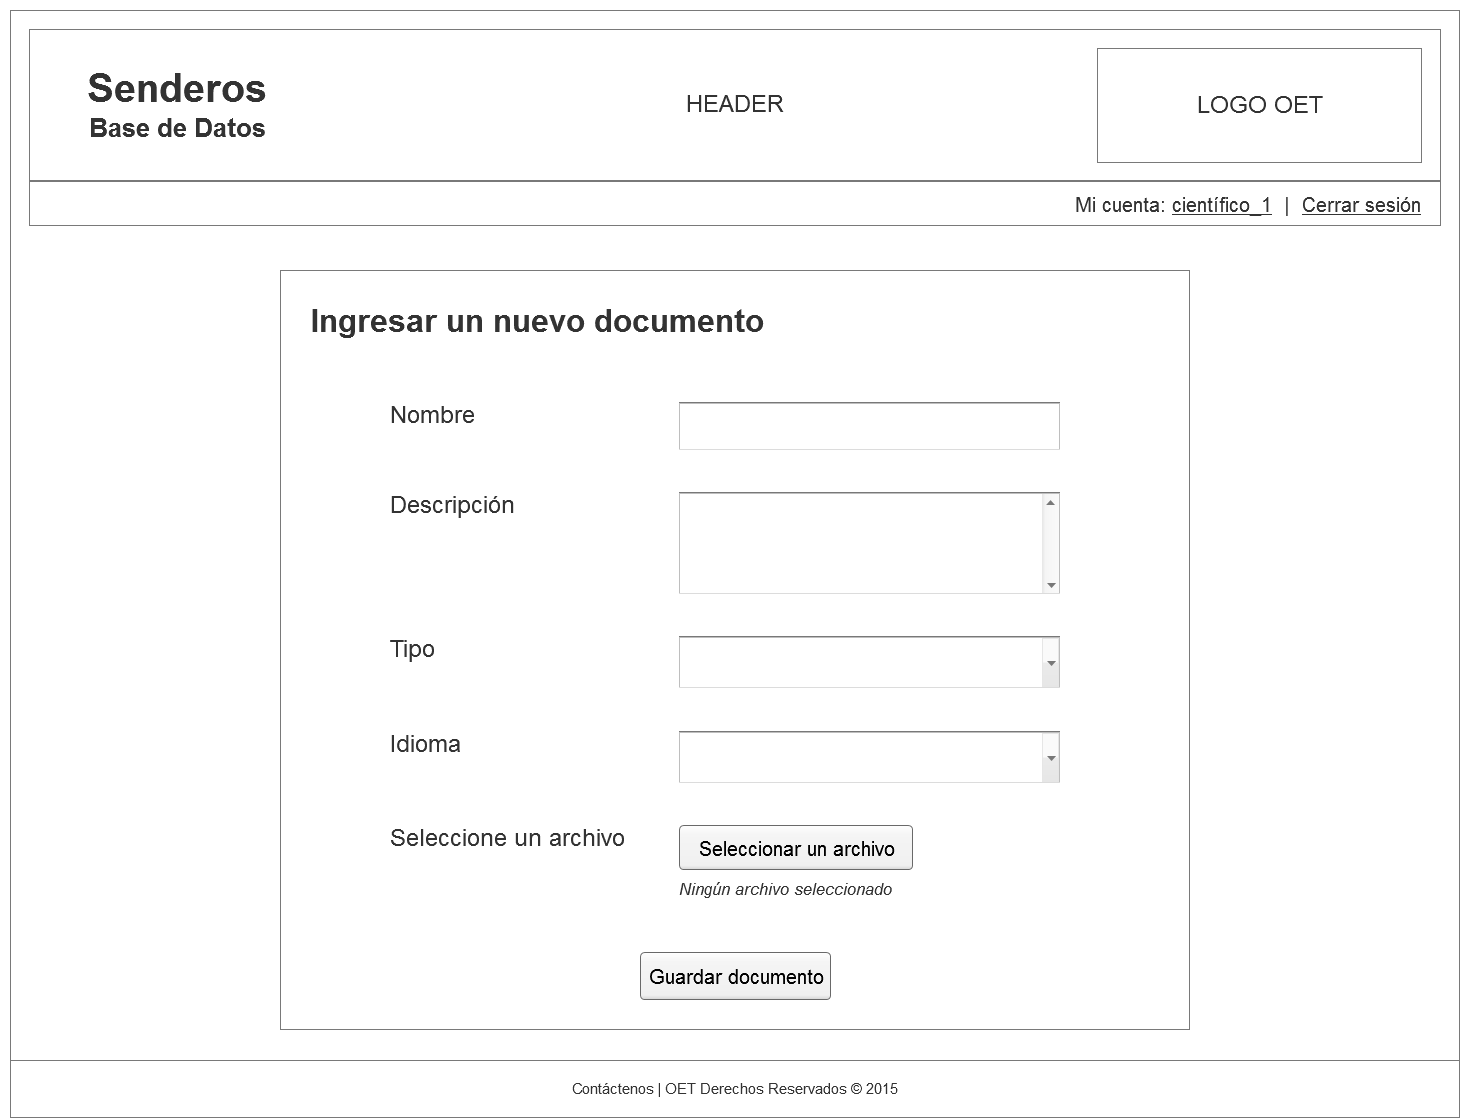 Senderos
Base de Datos
HEADER
LOGO OET
Mi cuenta: científico_1 | Cerrar sesión
Ingresar un nuevo documento
Nombre
Descripción
Tipo
Idioma
Seleccione un archivo
Seleccionar un archivo
Ningún archivo seleccionado
Guardar documento
Contáctenos | OET Derechos Reservados © 2015